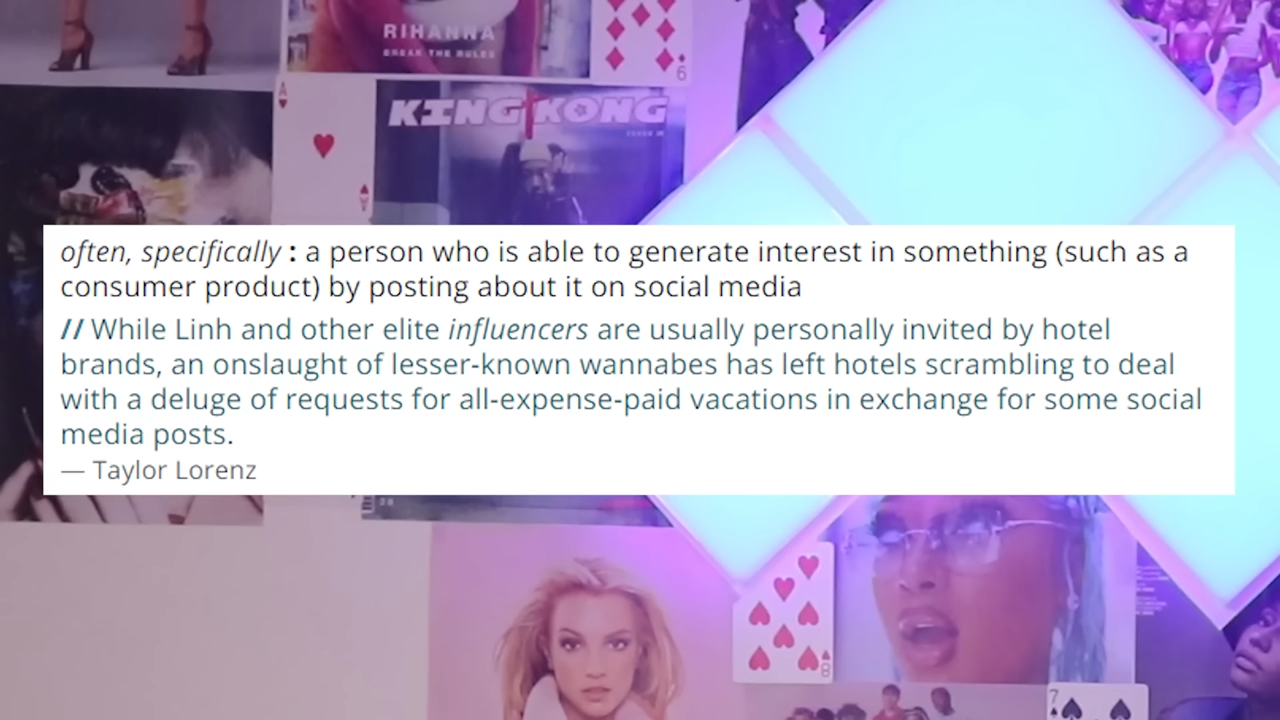 RIHANNA
BREAK THE RULES
9
A
KING KONG
often, specifically : a person who is able to generate interest in something (such as a
consumer product) by posting about it on social media
// While Linh and other elite influencers are usually personally invited by hotel
brands, an onslaught of lesser-known wannabes has left hotels scrambling to deal
with a deluge of requests for all-expense-paid vacations in exchange for some social
media posts.
— Taylor Lorenz
8
7